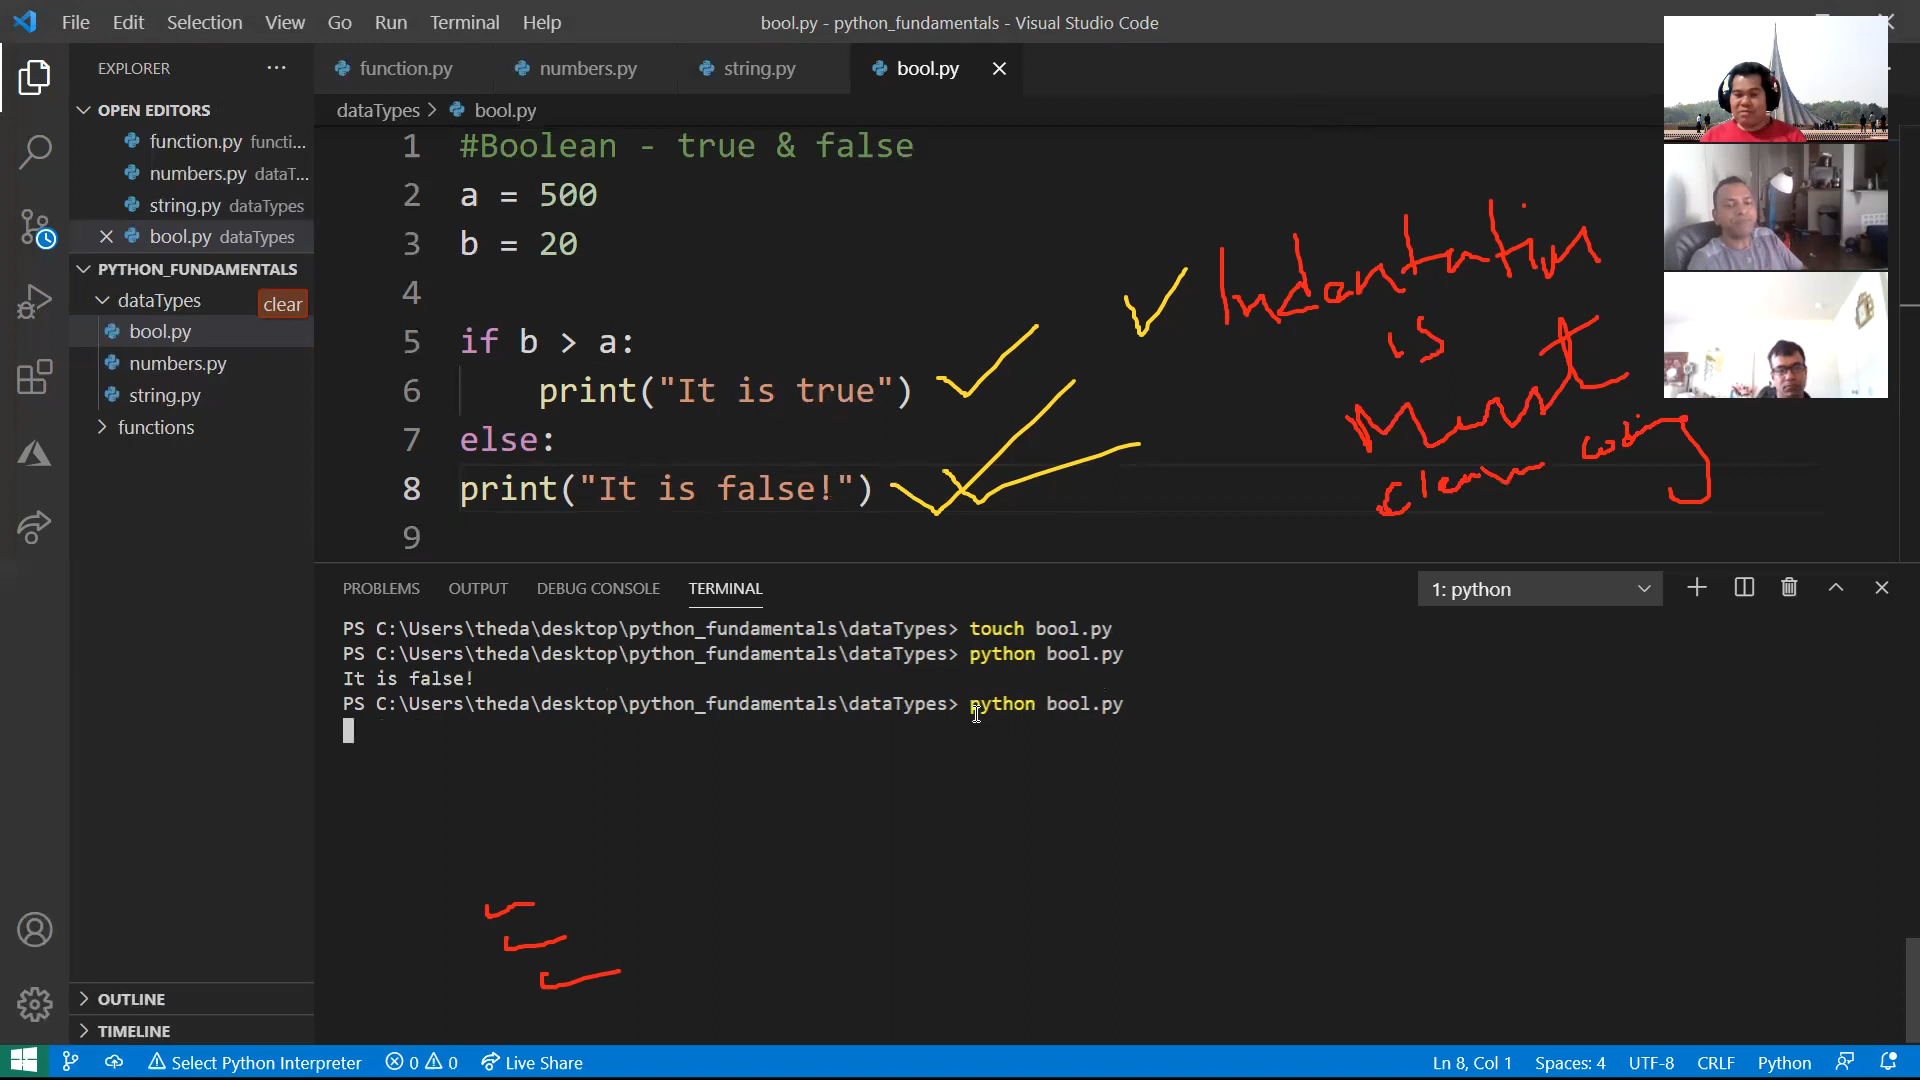 File Edit Selection View Go Run Terminal Help
bool.py - python_fundamentals - Visual Studio Code
EXPLORER
function.py numbers.py string.py bool.py
dataTypes > bool.py
OPEN EDITORS
function.py functi...
numbers.py dataT...
string.py dataTypes
bool.py dataTypes
PYTHON_FUNDAMENTALS
dataTypes
clear
bool.py
numbers.py
string.py
functions
OUTLINE
TIMELINE
1 #Boolean - true & false
2 a = 500
3 b = 20
4
5 if b > a:
6 print("It is true")
7 else:
8 print("It is false!")
9
Indentation
is
Must
clean coding
PROBLEMS OUTPUT DEBUG CONSOLE TERMINAL
1: python
PS C:\Users\theda\desktop\python_fundamentals\dataTypes> touch bool.py
PS C:\Users\theda\desktop\python_fundamentals\dataTypes> python bool.py
It is false!
PS C:\Users\theda\desktop\python_fundamentals\dataTypes> python bool.py
Select Python Interpreter 0 0 Live Share
Ln 8, Col 1 Spaces: 4 UTF-8 CRLF Python